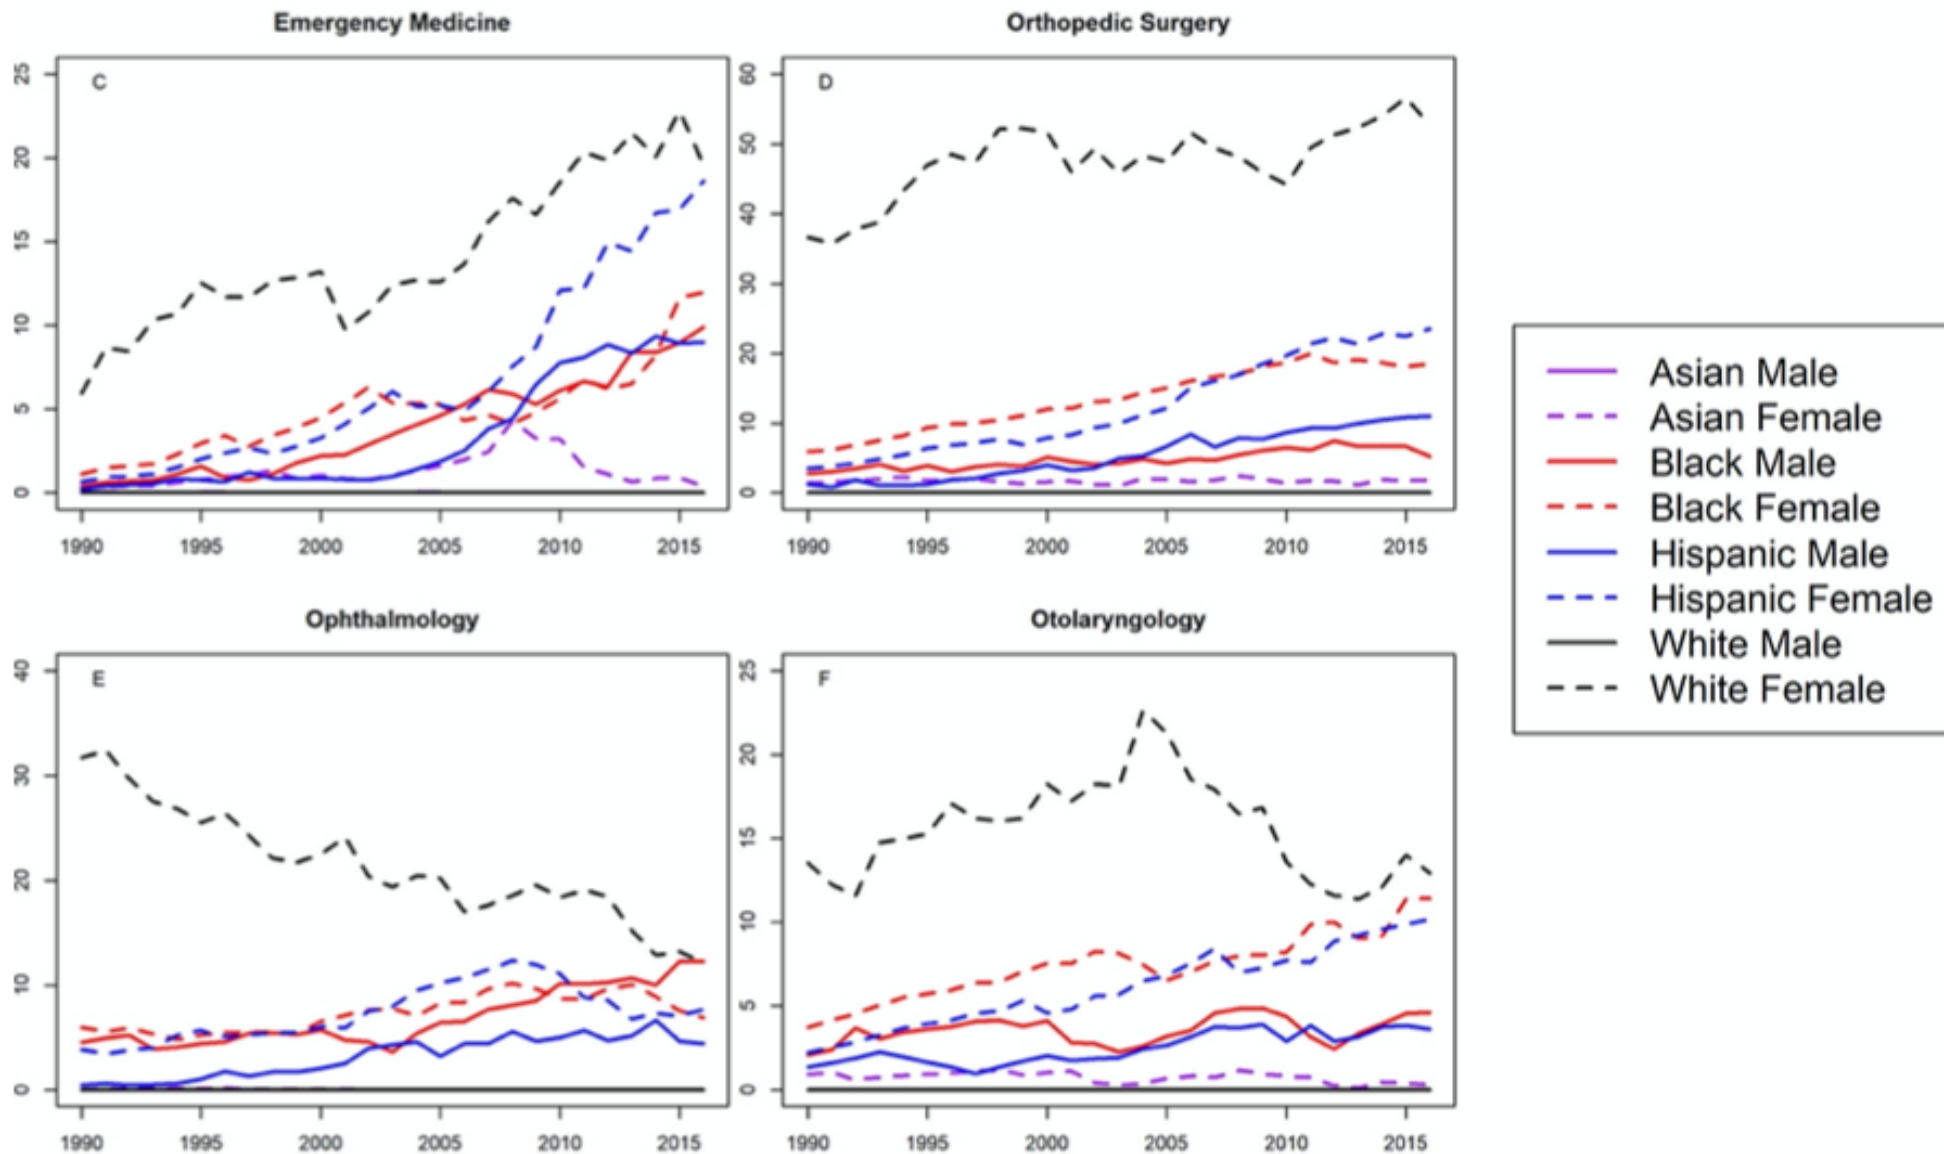 Emergency Medicine
C
25
20
15
10
5
0
1990 1995 2000 2005 2010 2015
Orthopedic Surgery
D
60
50
40
30
20
10
0
1990 1995 2000 2005 2010 2015
Ophthalmology
E
40
30
20
10
0
1990 1995 2000 2005 2010 2015
Otolaryngology
F
25
20
15
10
5
0
1990 1995 2000 2005 2010 2015
Asian Male
Asian Female
Black Male
Black Female
Hispanic Male
Hispanic Female
White Male
White Female